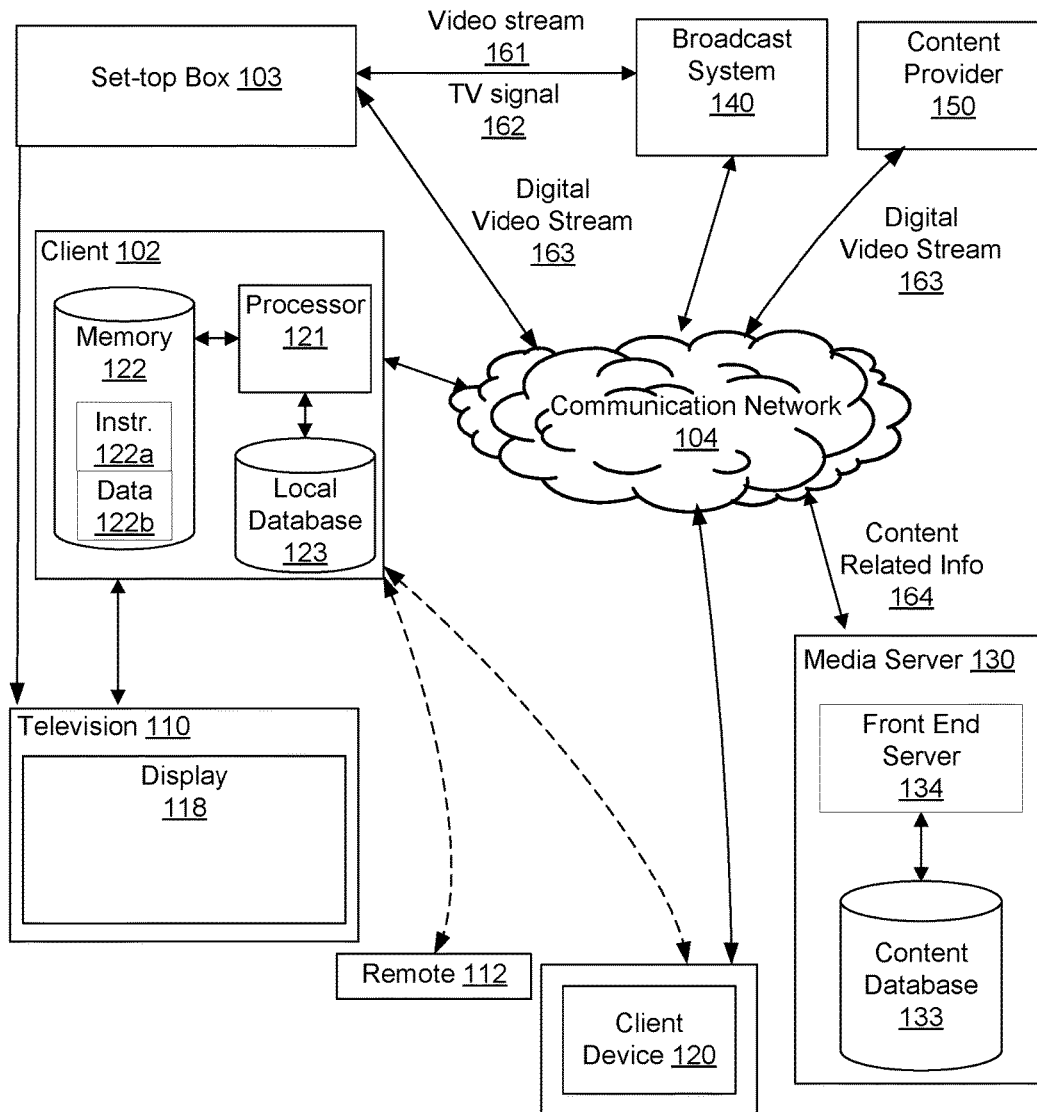 Video stream
161
TV signal
162
Set-top Box 103
Broadcast
System
140
Content
Provider
150
Digital
Video Stream
163
Digital
Video Stream
163
Client 102
Memory
122
Instr.
122a
Data
122b
Processor
121
Local
Database
123
Communication Network
104
Content
Related Info
164
Television 110
Display
118
Remote 112
Client
Device 120
Media Server 130
Front End
Server
134
Content
Database
133